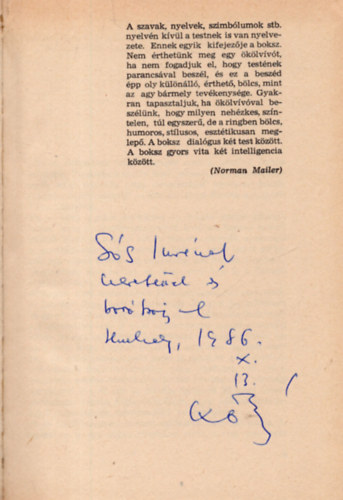 A szavak, nyelvek, szimbólumok stb.
nyelvén kívül a testnek is van nyelve-
zete. Ennek egyik kifejezője a boksz.
Nem érthetünk meg egy ökölvívót,
ha nem fogadjuk el, hogy testének
parancsával beszél, és ez a beszéd
épp oly különálló, érthető, bölcs, mint
az agy bármely tevékenysége. Gyak-
ran tapasztaljuk, ha ökölvívóval be-
szélünk, hogy milyen nehézkes, szín-
telen, túl egyszerű, de a ringben bölcs,
humoros, stílusos, esztétikusan meg-
lepő. A boksz dialógus két test között.
A boksz gyors vita két intelligencia
között.
(Norman Mailer)
Sós Imrének
szeretettel és
1986.
X.
13.